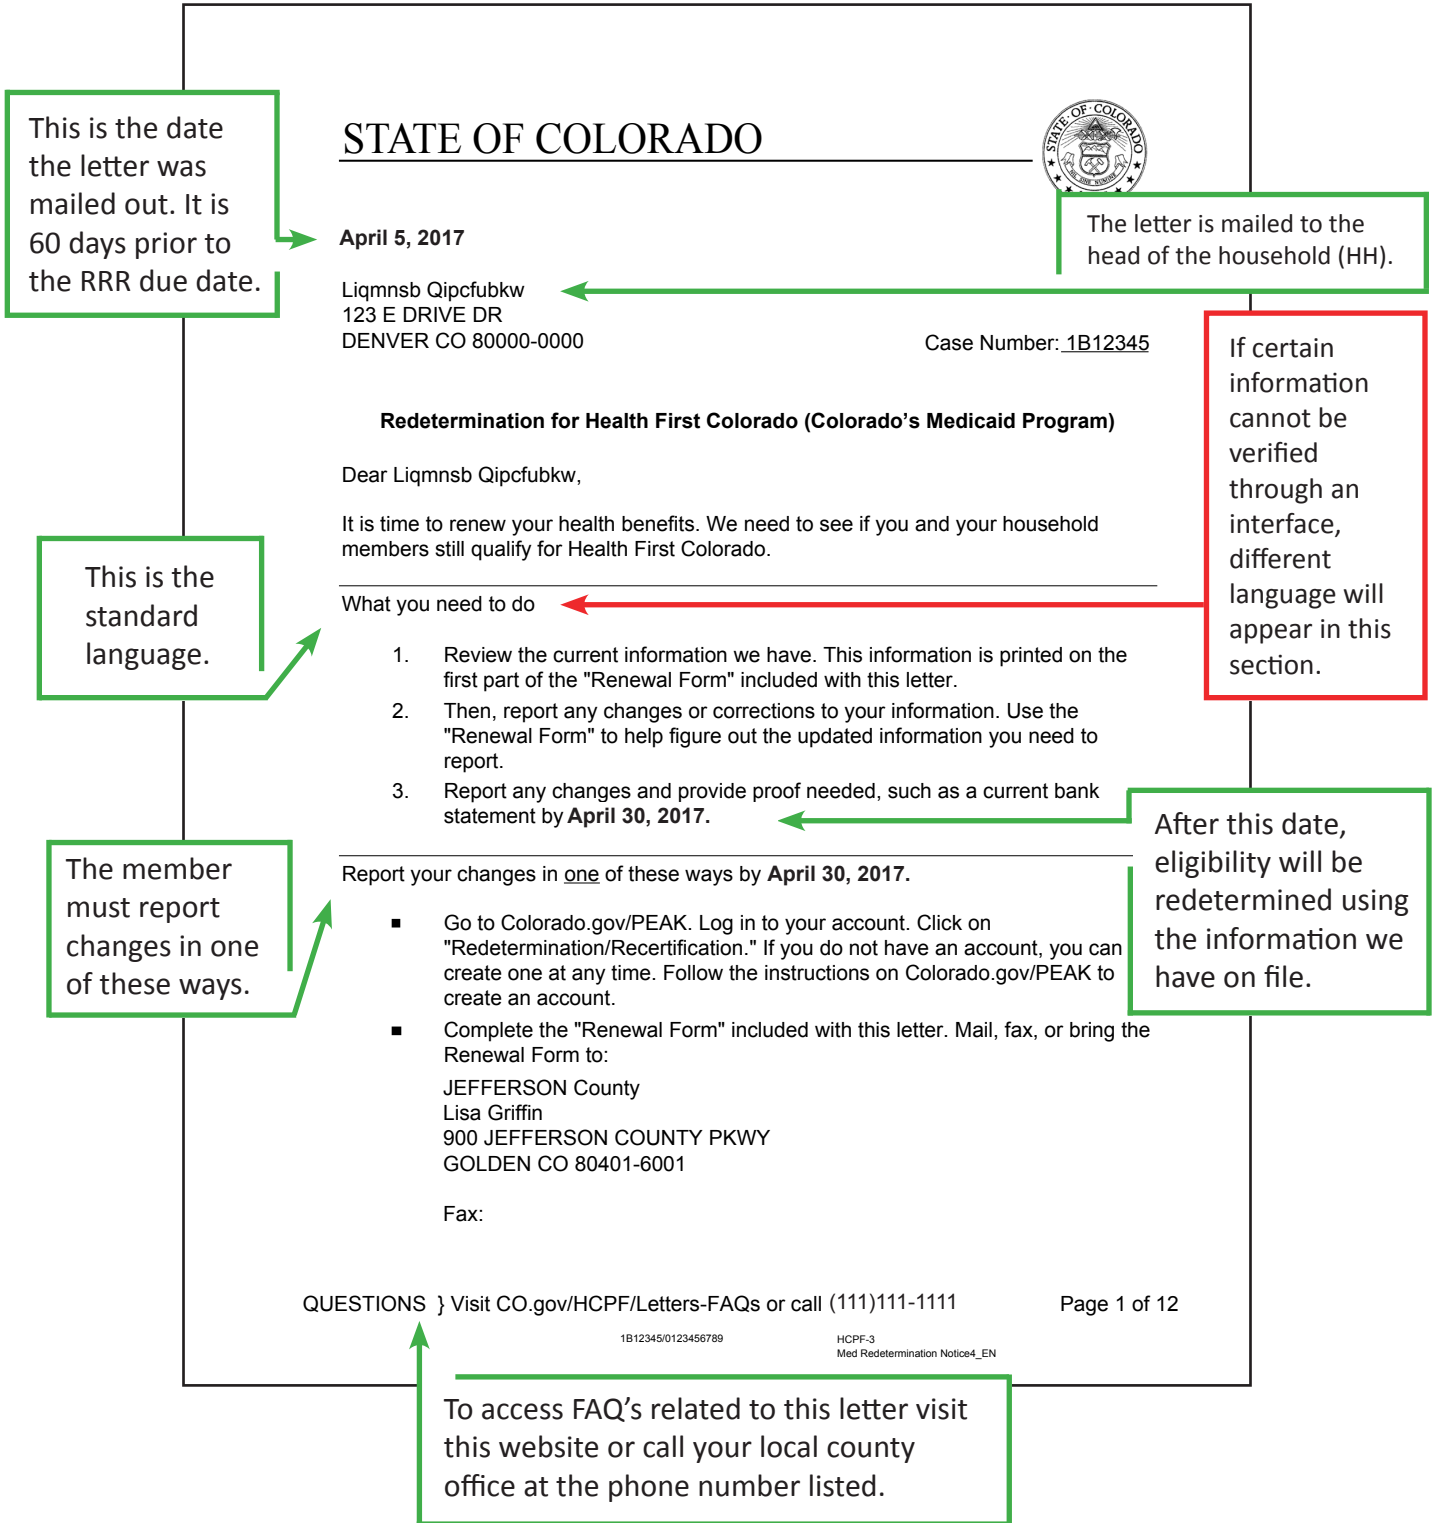 STATE OF COLORADO
STATE OF COLORADO
NIL SINE NUMINE
This is the date
the letter was
mailed out. It is
60 days prior to
the RRR due date.
April 5, 2017
The letter is mailed to the
head of the household (HH).
Liqmnsb Qipcfubkw
123 E DRIVE DR
DENVER CO 80000-0000
Case Number: 1B12345
If certain
information
cannot be
verified
through an
interface,
different
language will
appear in this
section.
Redetermination for Health First Colorado (Colorado’s Medicaid Program)
Dear Liqmnsb Qipcfubkw,
It is time to renew your health benefits. We need to see if you and your household
members still qualify for Health First Colorado.
This is the
standard
language.
What you need to do
1. Review the current information we have. This information is printed on the
first part of the "Renewal Form" included with this letter.
2. Then, report any changes or corrections to your information. Use the
"Renewal Form" to help figure out the updated information you need to
report.
3. Report any changes and provide proof needed, such as a current bank
statement by April 30, 2017.
After this date,
eligibility will be
redetermined using
the information we
have on file.
The member
must report
changes in one
of these ways.
Report your changes in one of these ways by April 30, 2017.
■ Go to Colorado.gov/PEAK. Log in to your account. Click on
"Redetermination/Recertification." If you do not have an account, you can
create one at any time. Follow the instructions on Colorado.gov/PEAK to
create an account.
■ Complete the "Renewal Form" included with this letter. Mail, fax, or bring the
Renewal Form to:
JEFFERSON County
Lisa Griffin
900 JEFFERSON COUNTY PKWY
GOLDEN CO 80401-6001
Fax:
QUESTIONS } Visit CO.gov/HCPF/Letters-FAQs or call (111)111-1111
Page 1 of 12
1B12345/0123456789
HCPF-3
Med Redetermination Notice4_EN
To access FAQ’s related to this letter visit
this website or call your local county
office at the phone number listed.